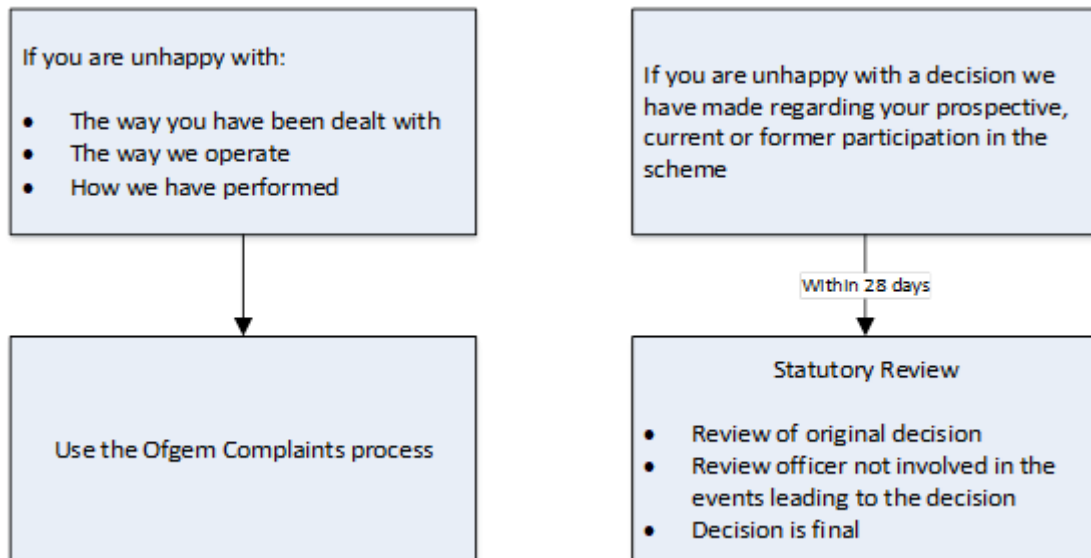 If you are unhappy with:
• The way you have been dealt with
• The way we operate
• How we have performed
Use the Ofgem Complaints process
If you are unhappy with a decision we
have made regarding your prospective,
current or former participation in the
scheme
Within 28 days
Statutory Review
• Review of original decision
• Review officer not involved in the
events leading to the decision
• Decision is final